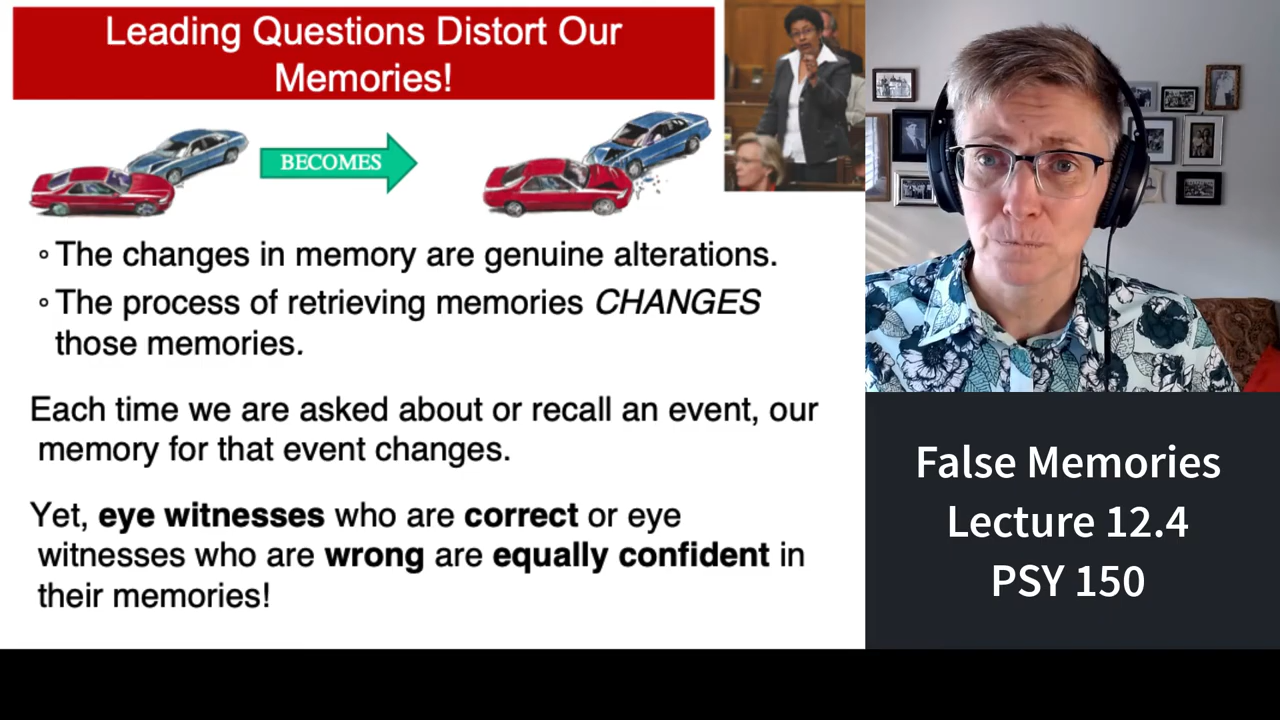 Leading Questions Distort Our
Memories!
BECOMES
◦ The changes in memory are genuine alterations.
◦ The process of retrieving memories CHANGES
those memories.
Each time we are asked about or recall an event, our
memory for that event changes.
Yet, eye witnesses who are correct or eye
witnesses who are wrong are equally confident in
their memories!
False Memories
Lecture 12.4
PSY 150